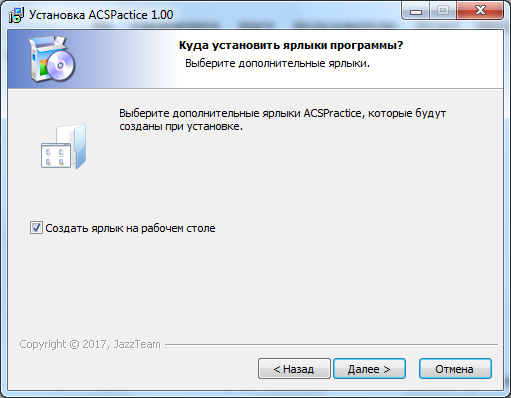 Установка ACSPactice 1.00
Куда установить ярлыки программы?
Выберите дополнительные ярлыки.
Выберите дополнительные ярлыки ACSPractice, которые будут
созданы при установке.
Создать ярлык на рабочем столе
Copyright © 2017, JazzTeam
< Назад
Далее >
Отмена